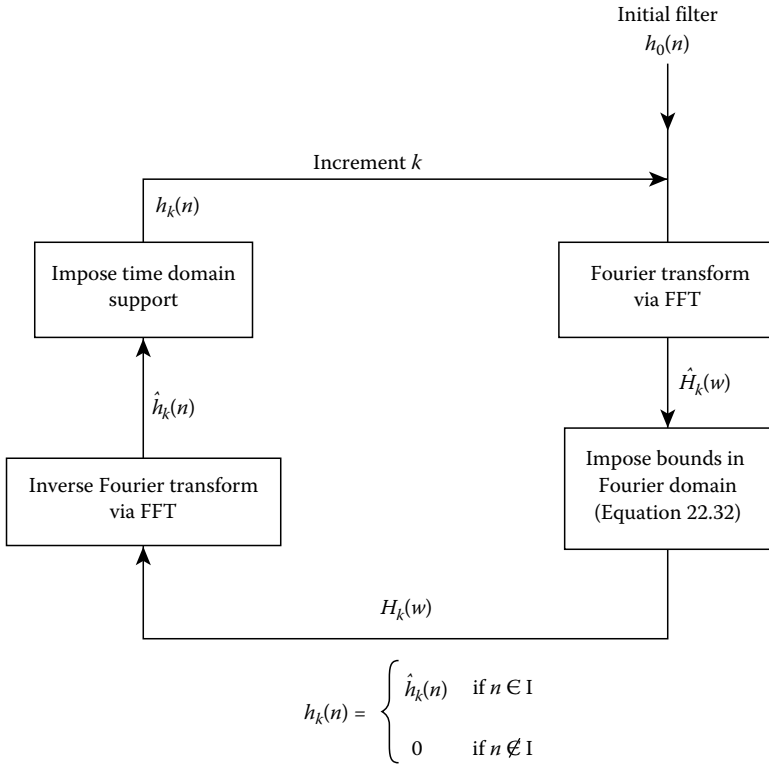 Initial filter
h₀(n)
Increment k
hₖ(n)
Impose time domain
support
Fourier transform
via FFT
ĥₖ(n)
Ĥₖ(w)
Inverse Fourier transform
via FFT
Impose bounds in
Fourier domain
(Equation 22.32)
Hₖ(w)
hₖ(n) =
ĥₖ(n) if n ∈ I
0 if n ∉ I